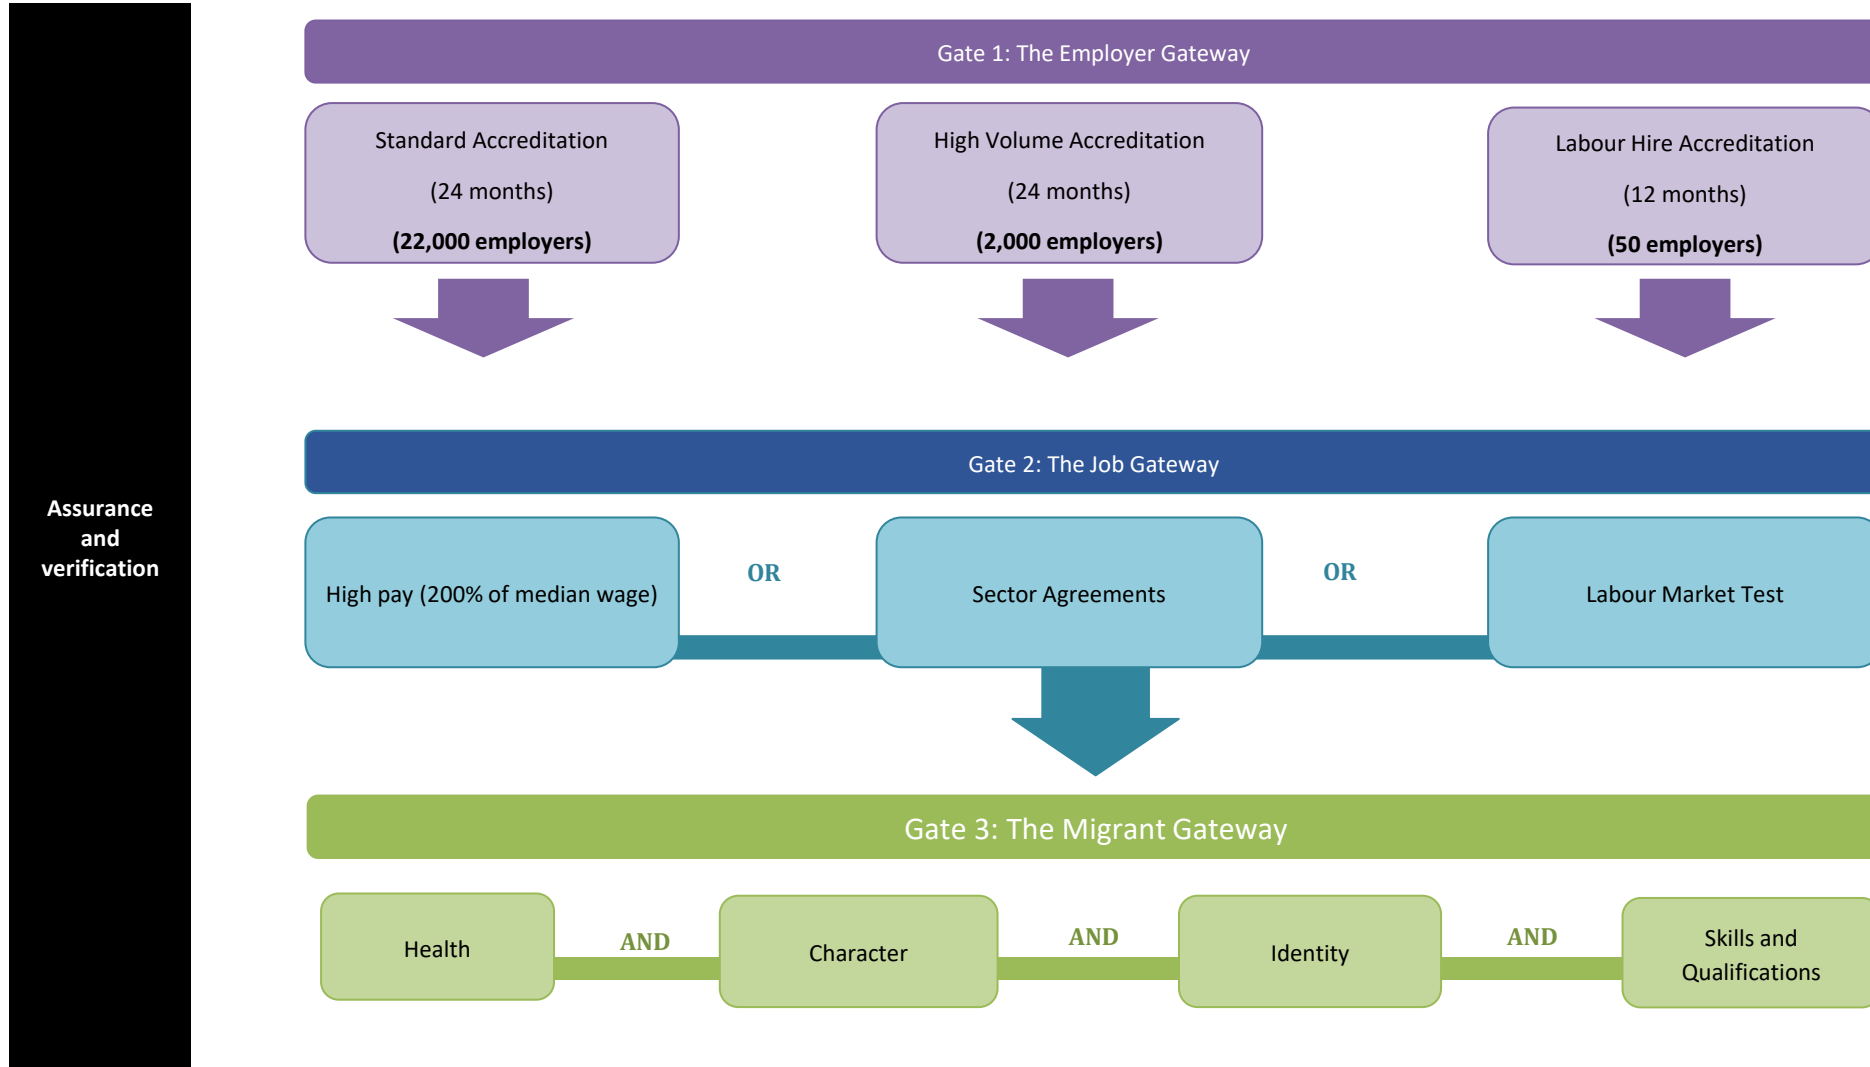 Assurance
and
verification
Gate 1: The Employer Gateway
Standard Accreditation
(24 months)
(22,000 employers)
High Volume Accreditation
(24 months)
(2,000 employers)
Labour Hire Accreditation
(12 months)
(50 employers)
Gate 2: The Job Gateway
High pay (200% of median wage)
OR
Sector Agreements
OR
Labour Market Test
Gate 3: The Migrant Gateway
Health
AND
Character
AND
Identity
AND
Skills and
Qualifications